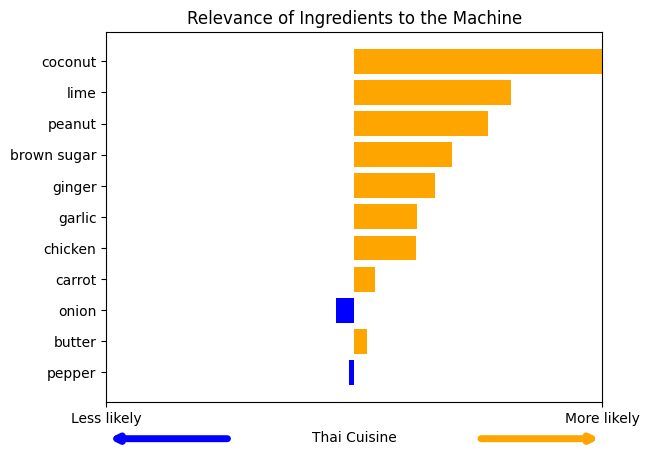 Relevance of Ingredients to the Machine
coconut
lime
peanut
brown sugar
ginger
garlic
chicken
carrot
onion
butter
pepper
Less likely
More likely
Thai Cuisine